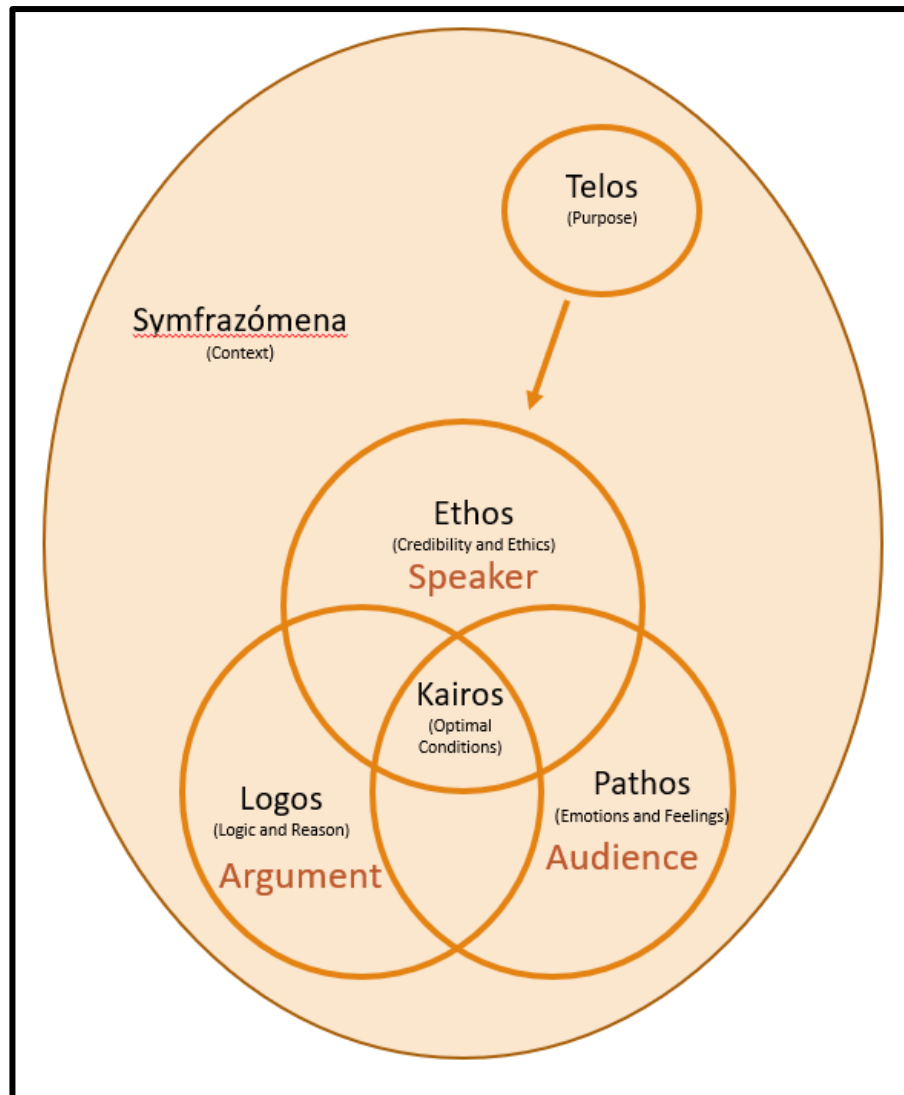 Telos
(Purpose)
Symfrazómena
(Context)
Ethos
(Credibility and Ethics)
Speaker
Kairos
(Optimal
Conditions)
Logos
(Logic and Reason)
Argument
Pathos
(Emotions and Feelings)
Audience